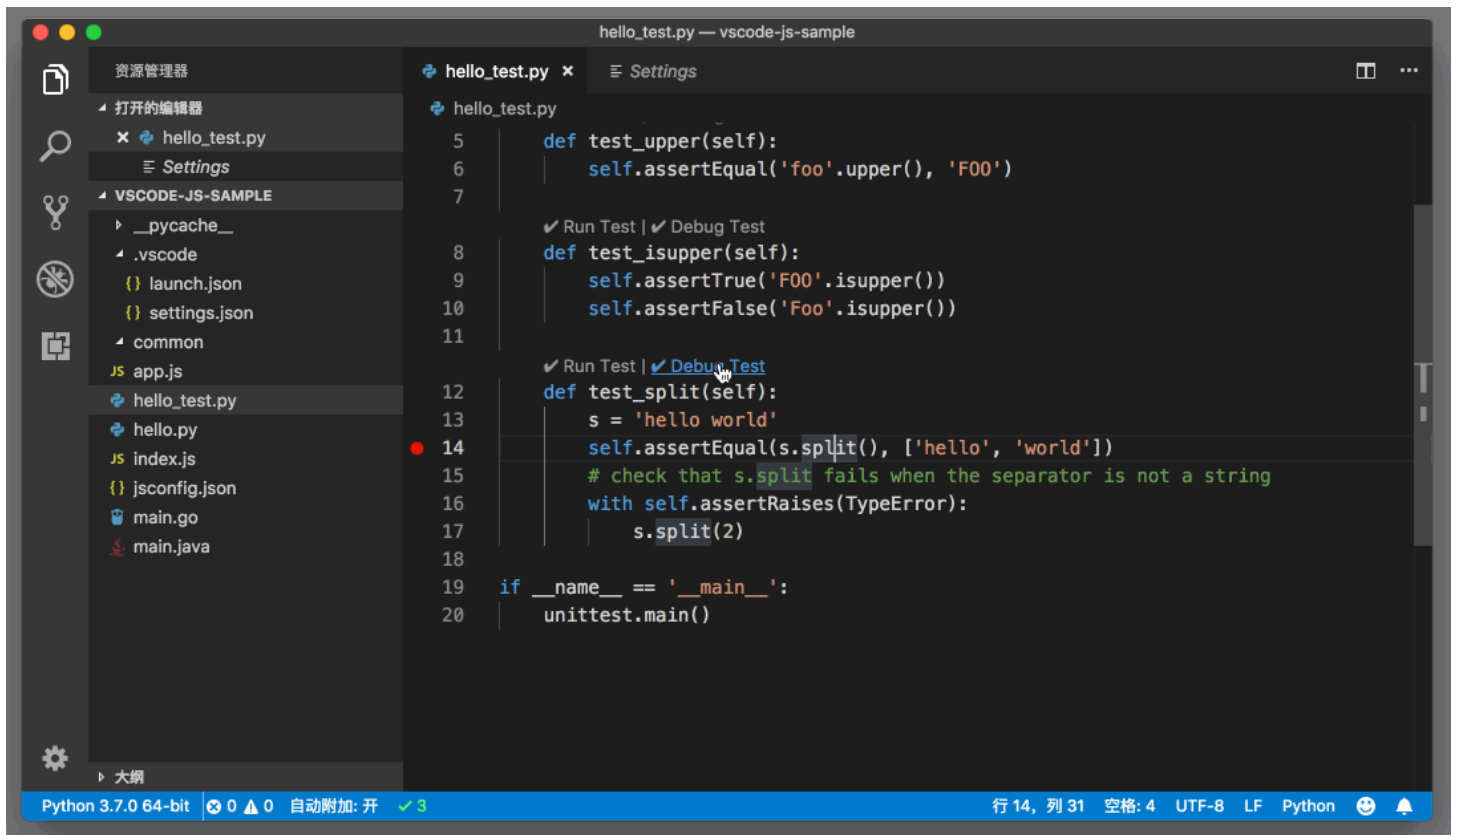 hello_test.py — vscode-js-sample
资源管理器
打开的编辑器
hello_test.py
Settings
VSCODE-JS-SAMPLE
__pycache__
.vscode
{} launch.json
{} settings.json
common
JS app.js
hello_test.py
hello.py
JS index.js
{} jsconfig.json
main.go
main.java
大纲
hello_test.py
Settings
hello_test.py
5 def test_upper(self):
6 self.assertEqual('foo'.upper(), 'FOO')
7
✔ Run Test | ✔ Debug Test
8 def test_isupper(self):
9 self.assertTrue('FOO'.isupper())
10 self.assertFalse('Foo'.isupper())
11
✔ Run Test | ✔ Debug Test
12 def test_split(self):
13 s = 'hello world'
14 self.assertEqual(s.split(), ['hello', 'world'])
15 # check that s.split fails when the separator is not a string
16 with self.assertRaises(TypeError):
17 s.split(2)
18
19 if __name__ == '__main__':
20 unittest.main()
Python 3.7.0 64-bit 0 0 自动附加: 开 ✓ 3 行 14，列 31 空格: 4 UTF-8 LF Python